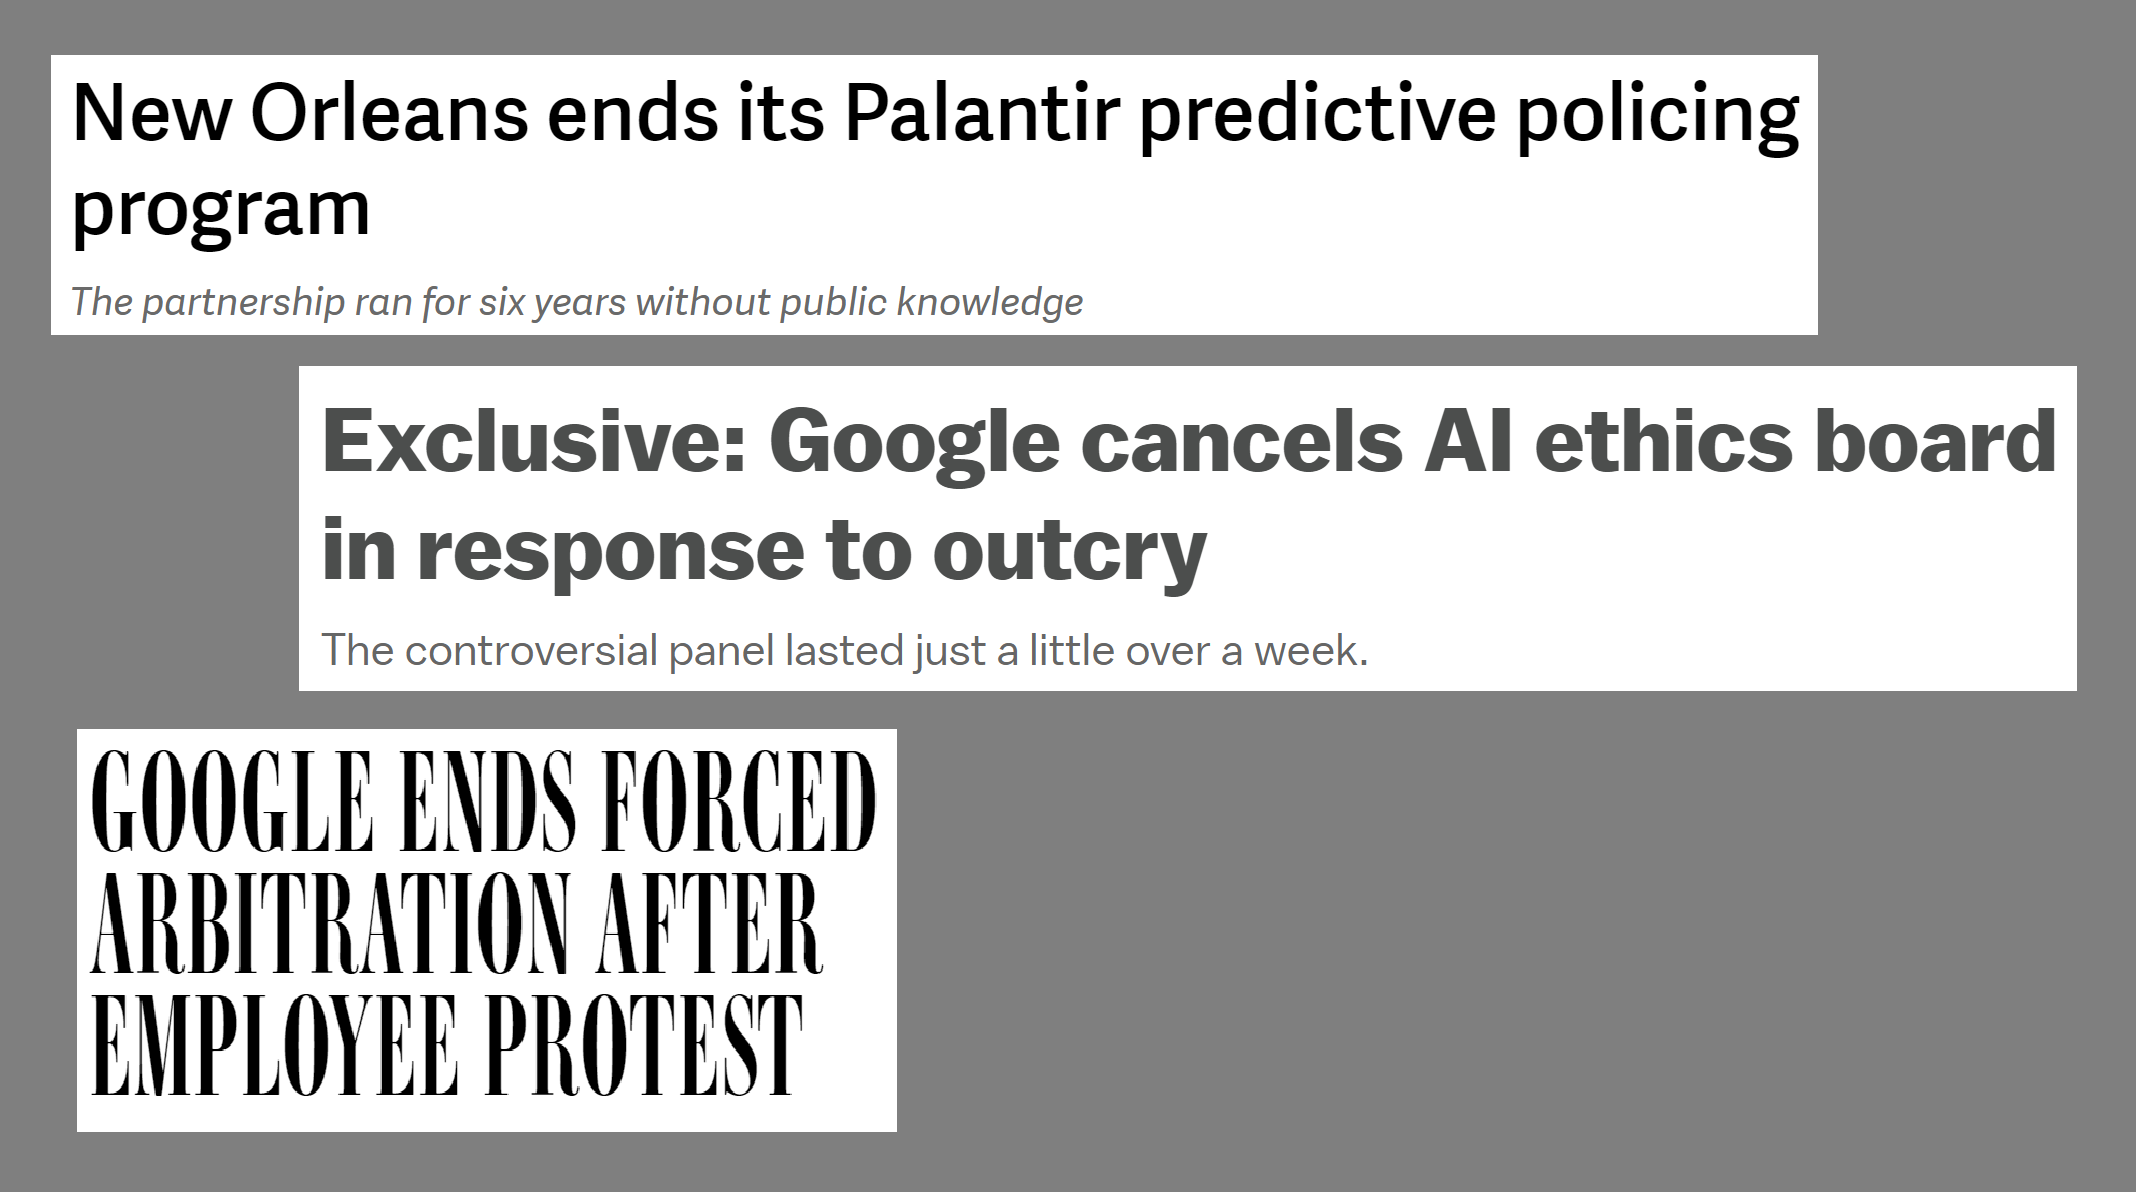 New Orleans ends its Palantir predictive policing
program
The partnership ran for six years without public knowledge
Exclusive: Google cancels AI ethics board
in response to outcry
The controversial panel lasted just a little over a week.
GOOGLE ENDS FORCED
ARBITRATION AFTER
EMPLOYEE PROTEST